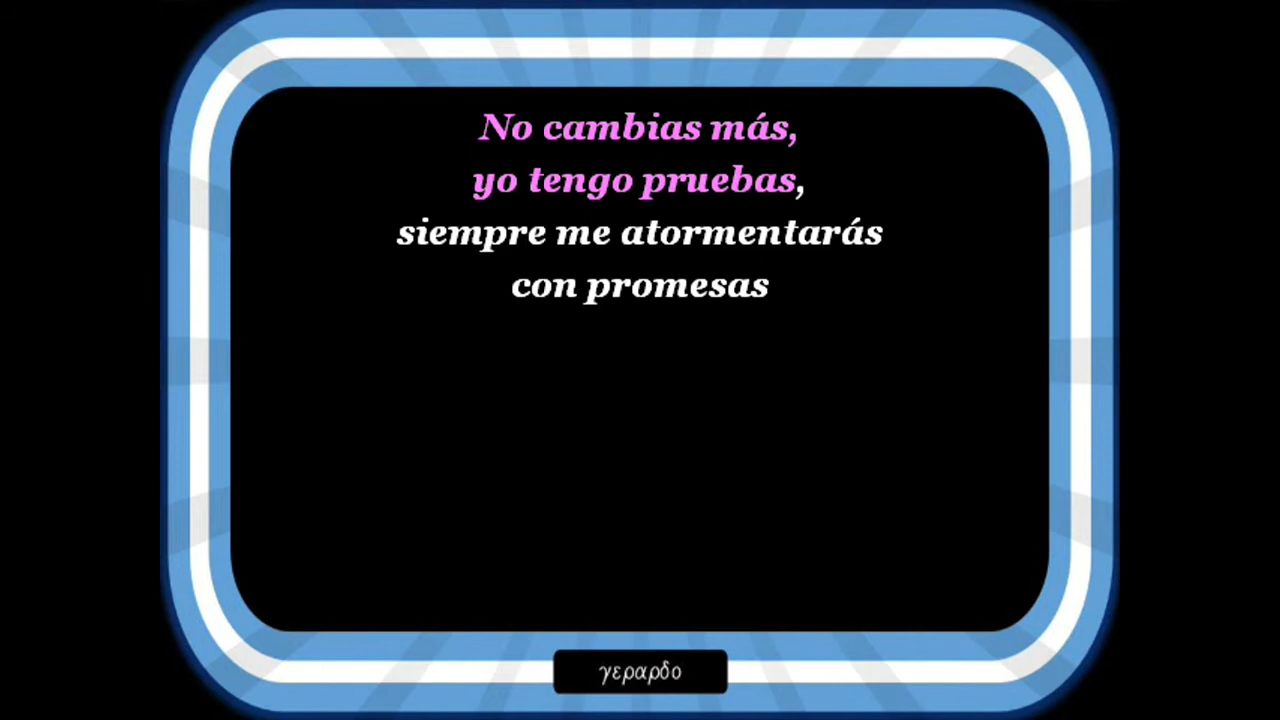 No cambias más,
yo tengo pruebas,
siempre me atormentarás
con promesas
γεραρδο